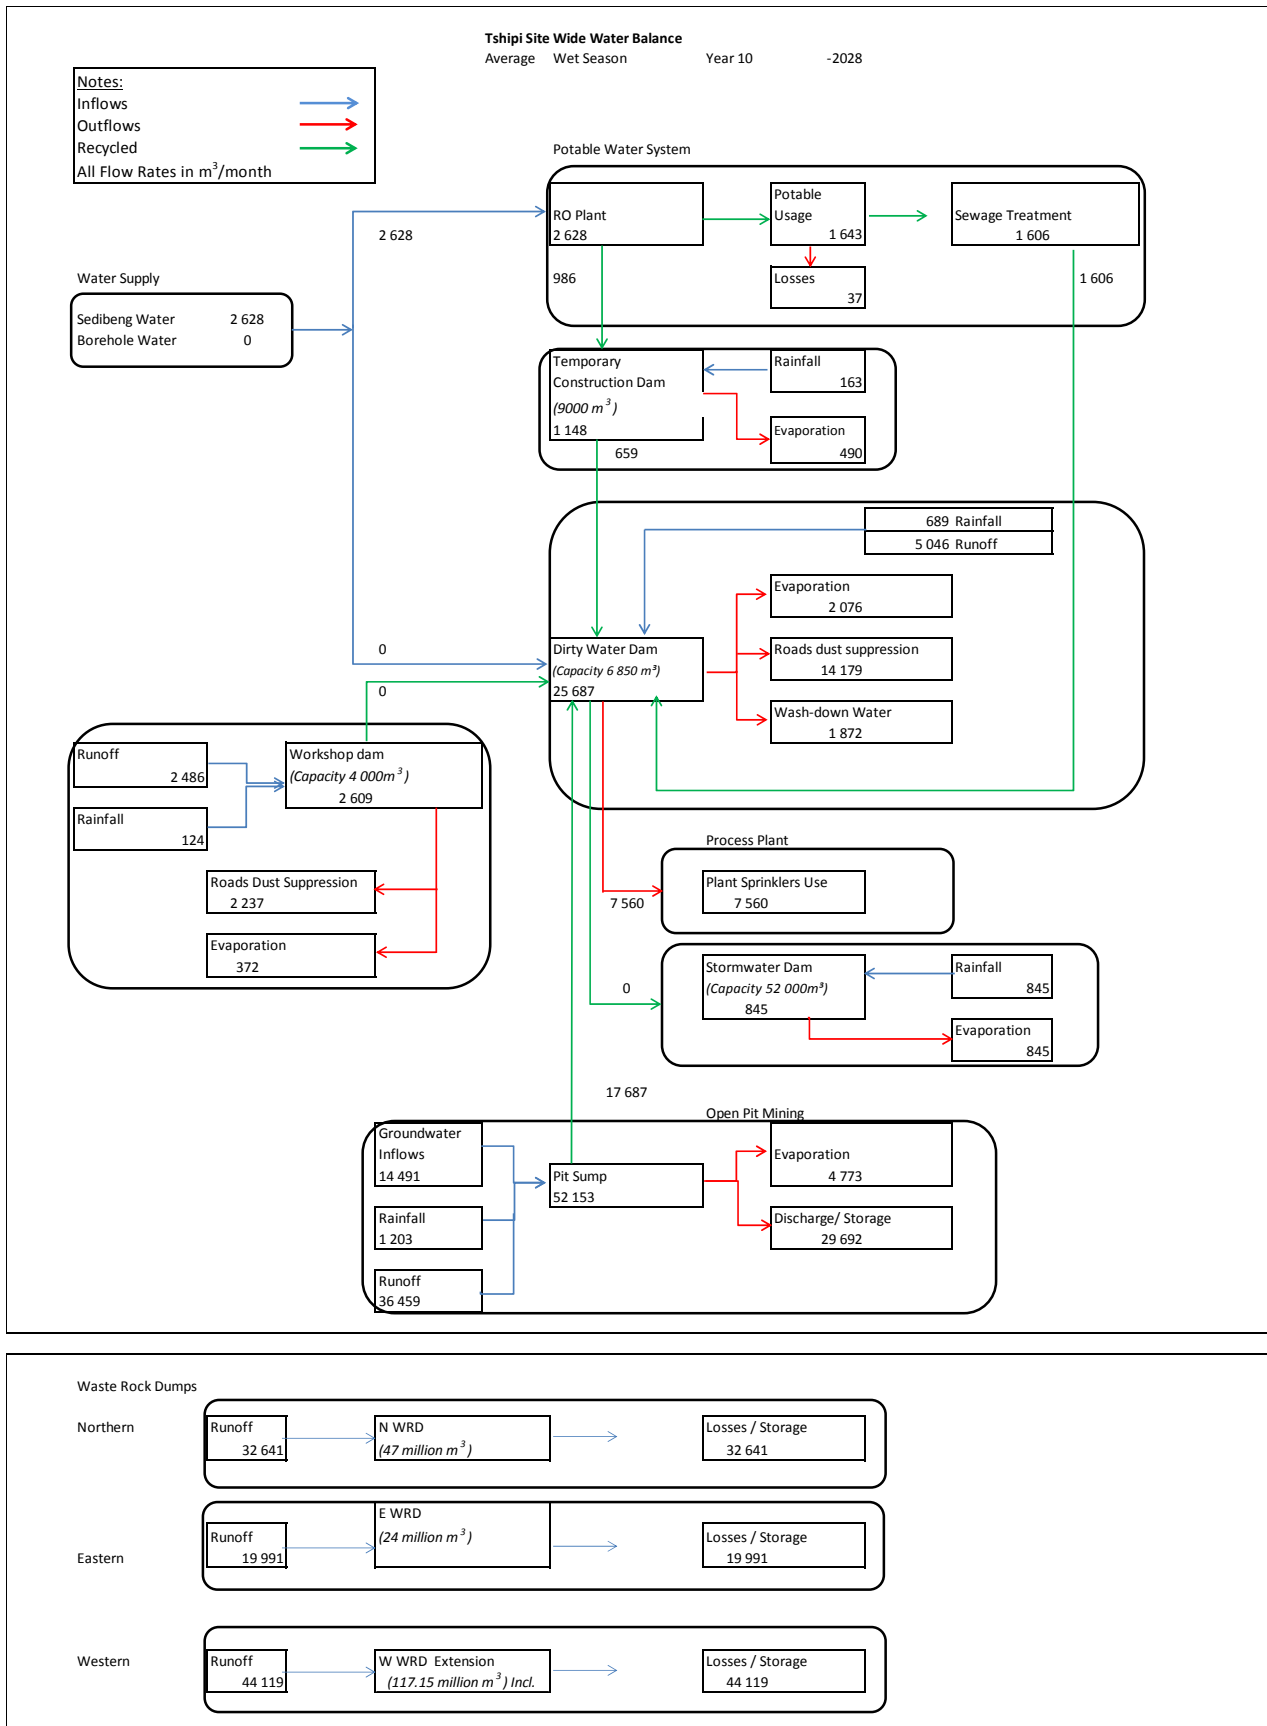 Tshipi Site Wide Water Balance
Average Wet Season Year 10 -2028
Notes:
Inflows
Outflows
Recycled
All Flow Rates in m³/month
Potable Water System
RO Plant
2 628
Potable
Usage
1 643
Sewage Treatment
1 606
2 628
986
Losses
37
1 606
Water Supply
Sedibeng Water 2 628
Borehole Water 0
Temporary
Construction Dam
(9000 m³)
1 148
Rainfall
163
Evaporation
490
659
689 Rainfall
5 046 Runoff
Evaporation
2 076
0
Dirty Water Dam
(Capacity 6 850 m³)
25 687
Roads dust suppression
14 179
0
Wash-down Water
1 872
Runoff
2 486
Workshop dam
(Capacity 4 000m³)
2 609
Rainfall
124
Roads Dust Suppression
2 237
Evaporation
372
Process Plant
Plant Sprinklers Use
7 560
7 560
Stormwater Dam
(Capacity 52 000m³)
845
0
Rainfall
845
Evaporation
845
17 687
Open Pit Mining
Groundwater
Inflows
14 491
Pit Sump
52 153
Evaporation
4 773
Rainfall
1 203
Discharge/ Storage
29 692
Runoff
36 459
Waste Rock Dumps
Northern
Runoff
32 641
N WRD
(47 million m³)
Losses / Storage
32 641
Eastern
Runoff
19 991
E WRD
(24 million m³)
Losses / Storage
19 991
Western
Runoff
44 119
W WRD Extension
(117.15 million m³) Incl.
Losses / Storage
44 119